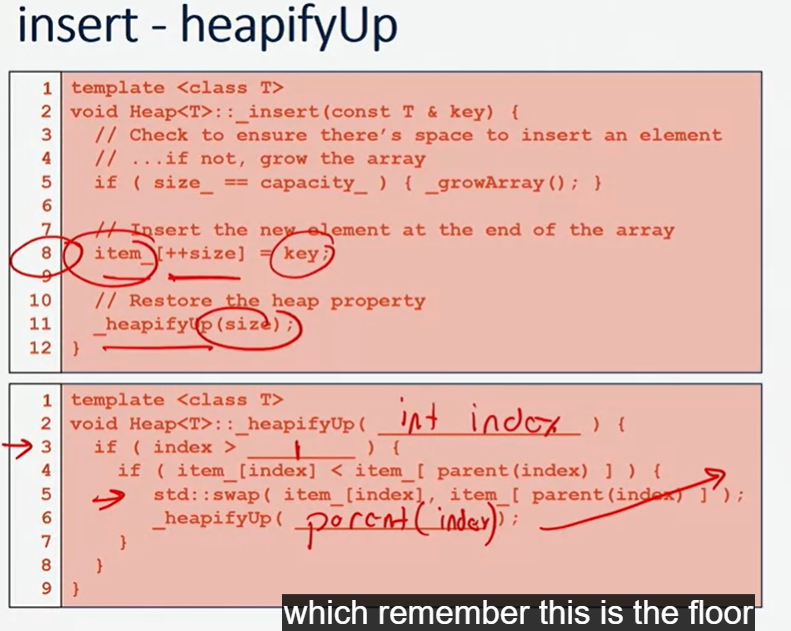 insert - heapifyUp
1 template <class T>
2 void Heap<T>::_insert(const T & key) {
3 // Check to ensure there's space to insert an element
4 // ...if not, grow the array
5 if ( size_ == capacity_ ) { _growArray(); }
6
7 // Insert the new element at the end of the array
8 item_[++size] = key;
9
10 // Restore the heap property
11 _heapifyUp(size);
12 }
1 template <class T>
2 void Heap<T>::_heapifyUp( int index ) {
3 if ( index > 1 ) {
4 if ( item_[index] < item_[ parent(index) ] ) {
5 std::swap( item_[index], item_[ parent(index) ] );
6 _heapifyUp( parent(index) );
7 }
8 }
9 }
which remember this is the floor